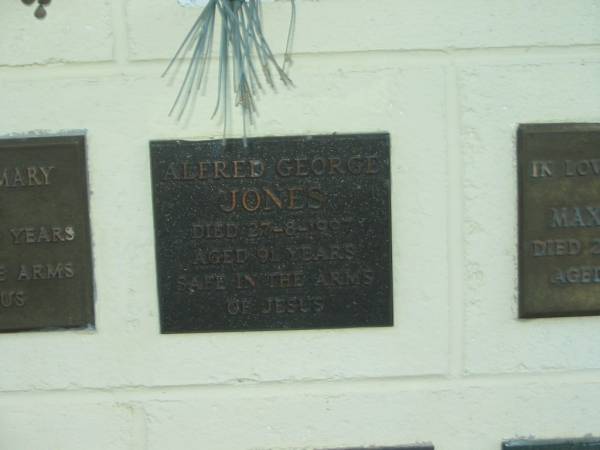 MARY
YEARS
ARMS
US
ALFRED GEORGE
JONES
DIED 27-8-1997
AGED 91 YEARS
SAFE IN THE ARMS
OF JESUS
IN LOV
MAX
DIED 2
AGED